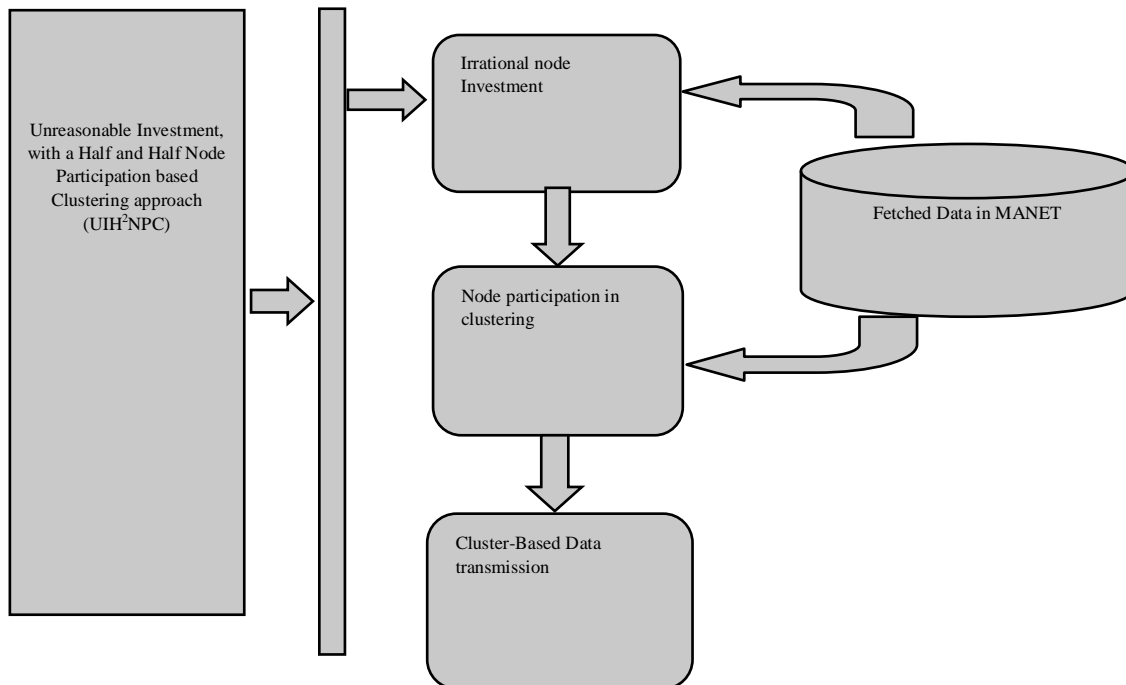 Unreasonable Investment,
with a Half and Half Node
Participation based
Clustering approach
(UIH²NPC)
Irrational node
Investment
Node participation in
clustering
Cluster-Based Data
transmission
Fetched Data in MANET